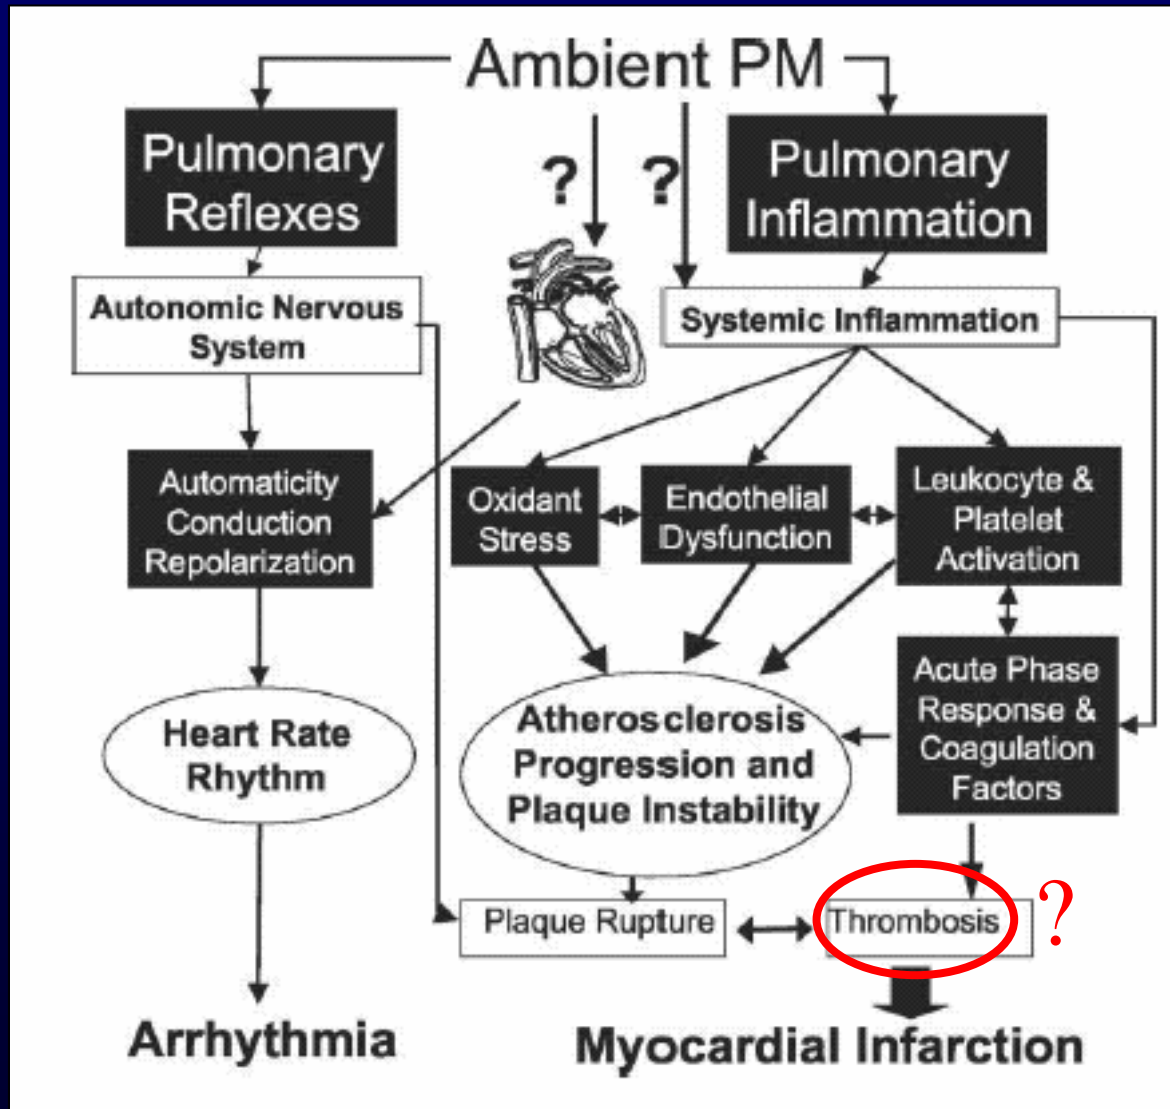 Ambient PM
Pulmonary
Reflexes
?
?
Pulmonary
Inflammation
Autonomic Nervous
System
Systemic Inflammation
Automaticity
Conduction
Repolarization
Oxidant
Stress
Endothelial
Dysfunction
Leukocyte &
Platelet
Activation
Heart Rate
Rhythm
Atherosclerosis
Progression and
Plaque Instability
Acute Phase
Response &
Coagulation
Factors
Plaque Rupture
Thrombosis
?
Arrhythmia
Myocardial Infarction